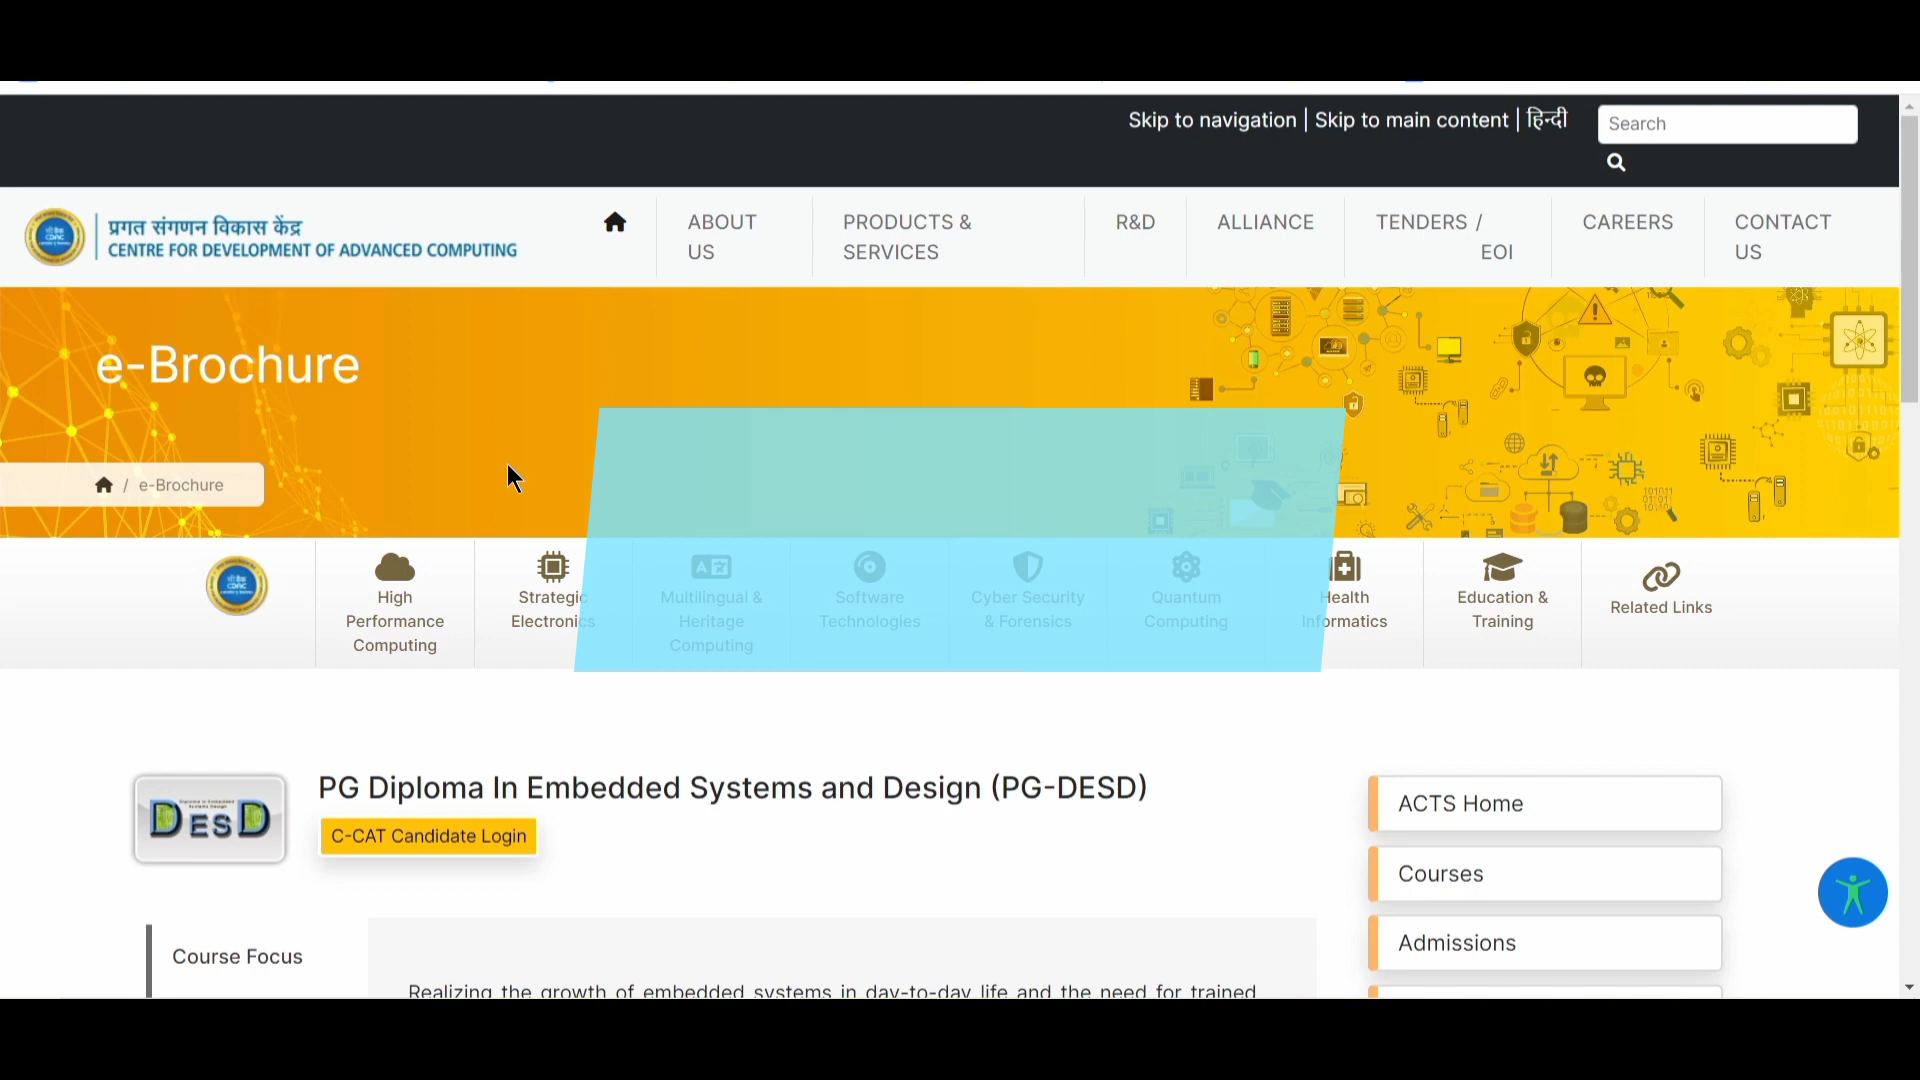 Skip to navigation | Skip to main content | हिन्दी
Search
प्रगत संगणन विकास केंद्र
CENTRE FOR DEVELOPMENT OF ADVANCED COMPUTING
ABOUT US
PRODUCTS & SERVICES
R&D
ALLIANCE
TENDERS / EOI
CAREERS
CONTACT US
e-Brochure
/ e-Brochure
High Performance Computing
Strategic Electronics
Multilingual & Heritage Computing
Software Technologies
Cyber Security & Forensics
Quantum Computing
Health Informatics
Education & Training
Related Links
DESD
PG Diploma In Embedded Systems and Design (PG-DESD)
C-CAT Candidate Login
ACTS Home
Courses
Admissions
Course Focus
Realizing the growth of embedded systems in day-to-day life and the need for trained